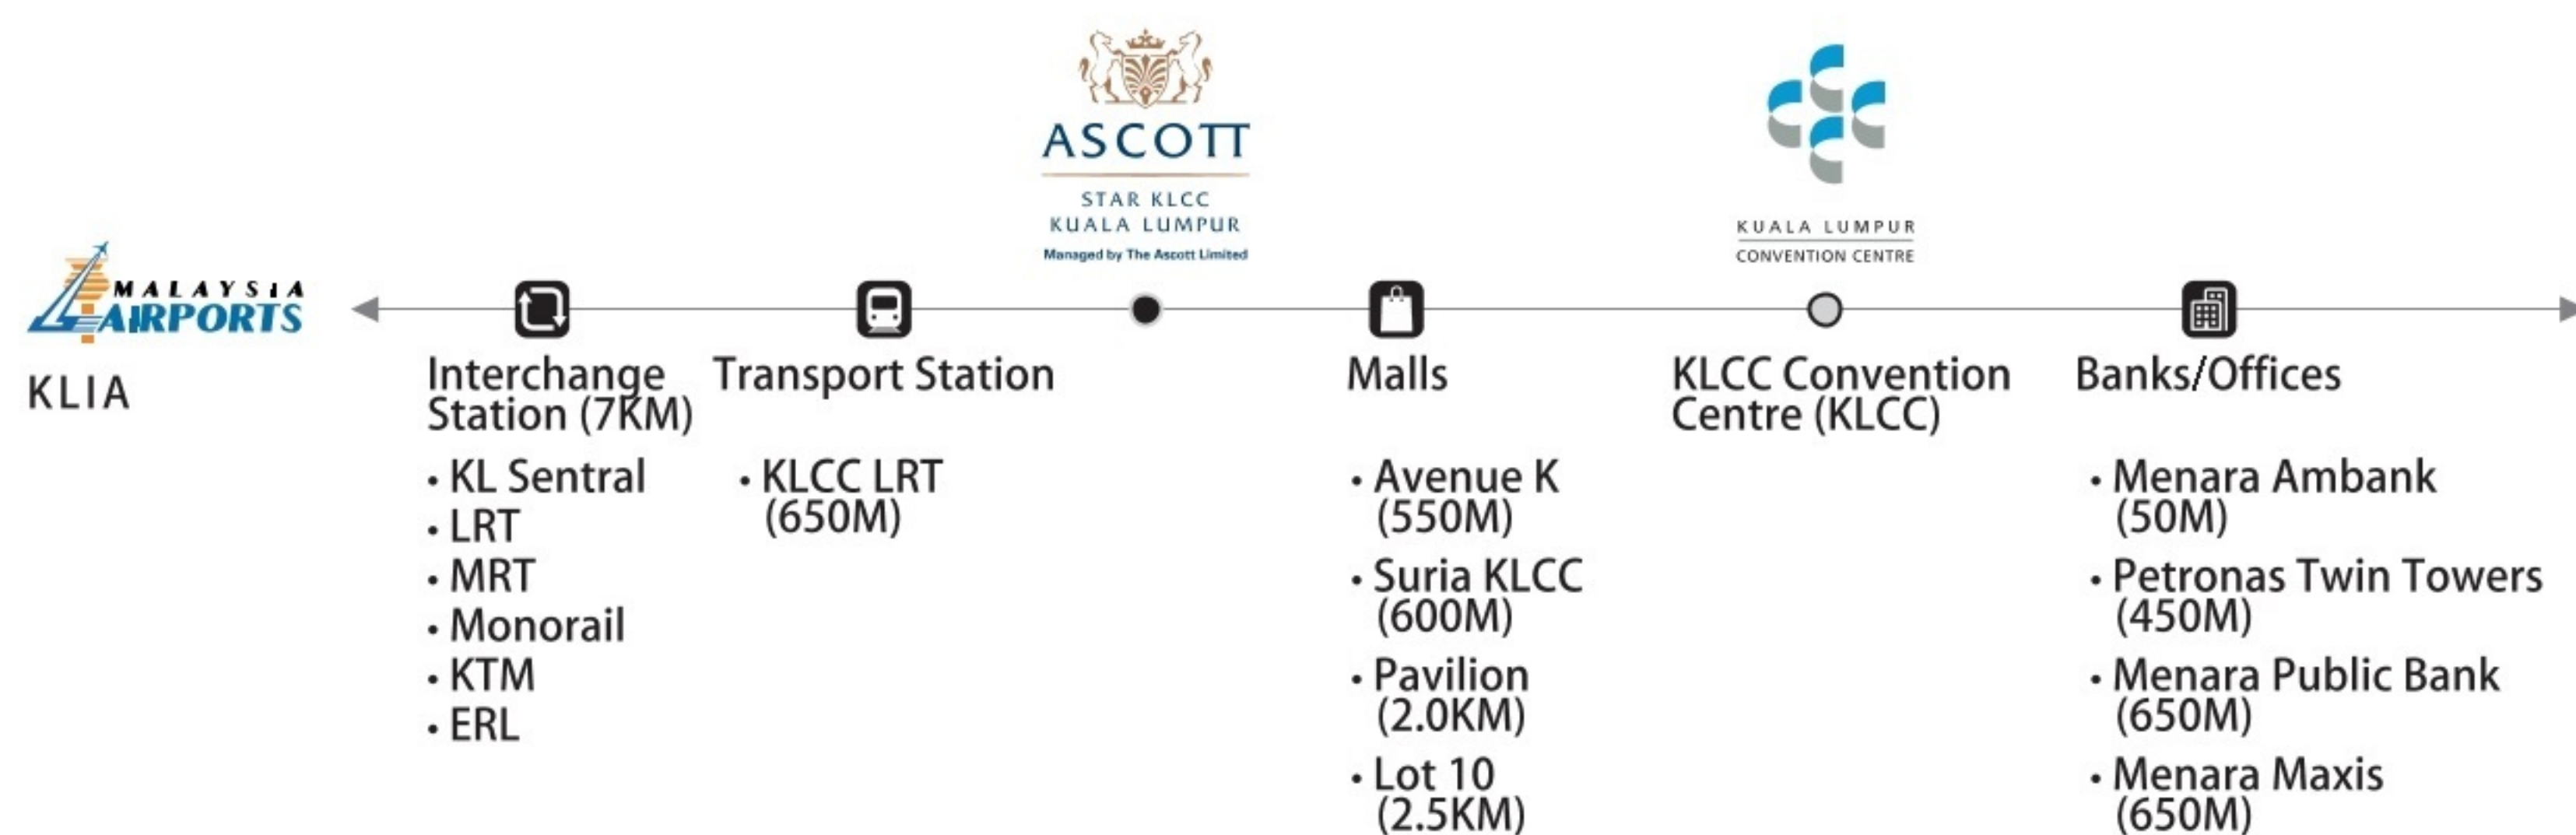 ASCOTT
STAR KLCC
KUALA LUMPUR
Managed by The Ascott Limited
KUALA LUMPUR
CONVENTION CENTRE
MALAYSIA
AIRPORTS
KLIA
Interchange
Station (7KM)
• KL Sentral
• LRT
• MRT
• Monorail
• KTM
• ERL
Transport Station
• KLCC LRT
(650M)
Malls
• Avenue K
(550M)
• Suria KLCC
(600M)
• Pavilion
(2.0KM)
• Lot 10
(2.5KM)
KLCC Convention
Centre (KLCC)
Banks/Offices
• Menara Ambank
(50M)
• Petronas Twin Towers
(450M)
• Menara Public Bank
(650M)
• Menara Maxis
(650M)